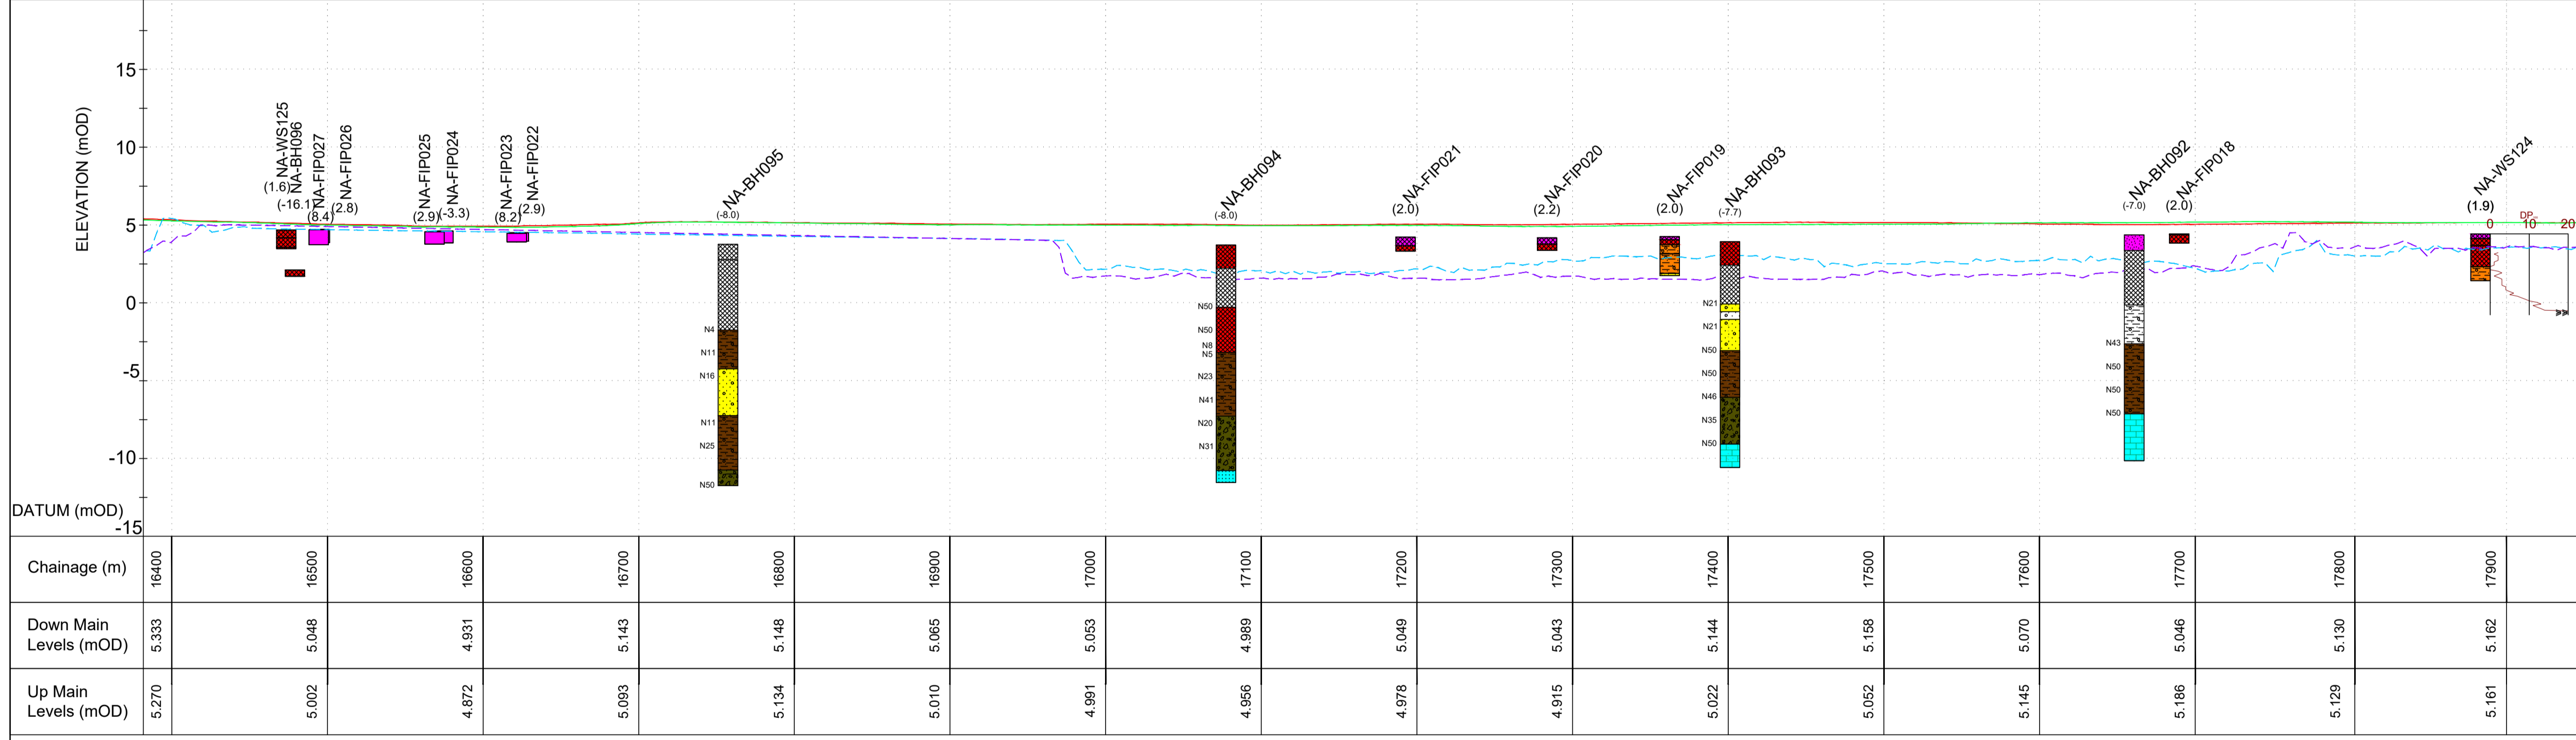 ELEVATION (mOD)
15
10
5
0
-5
-10
DATUM (mOD)
-15
NA-WS125
(1.6)
NA-BH096
(-16.1)
NA-FIP027
(8.4)
NA-FIP026
(2.8)
NA-FIP025
(2.9)
NA-FIP024
(-3.3)
NA-FIP023
(8.2)
NA-FIP022
(2.9)
NA-BH095
(-8.0)
N4
N11
N16
N11
N25
N50
NA-BH094
(-8.0)
N50
N50
N8
N5
N23
N41
N20
N31
NA-FIP021
(2.0)
NA-FIP020
(2.2)
NA-FIP019
(2.0)
NA-BH093
(-7.7)
N21
N21
N50
N50
N46
N35
N50
NA-BH092
(-7.0)
N43
N50
N50
N50
NA-FIP018
(2.0)
NA-WS124
(1.9)
DP_
0 10 20
Chainage (m) 16400 16500 16600 16700 16800 16900 17000 17100 17200 17300 17400 17500 17600 17700 17800 17900
Down Main
Levels (mOD) 5.333 5.048 4.931 5.143 5.148 5.065 5.053 4.989 5.049 5.043 5.144 5.158 5.070 5.046 5.130 5.162
Up Main
Levels (mOD) 5.270 5.002 4.872 5.093 5.134 5.010 4.991 4.956 4.978 4.915 5.022 5.052 5.145 5.186 5.129 5.161